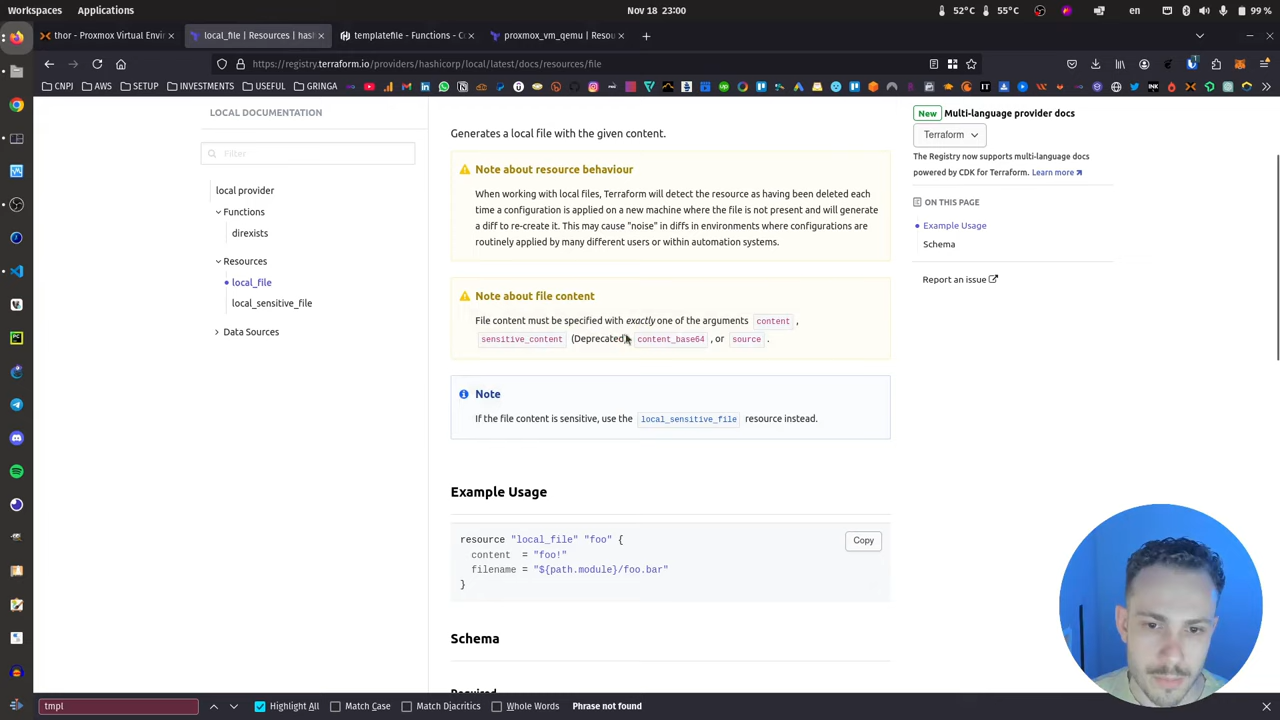 Workspaces Applications Nov 18 23:00 52°C 55°C en 99 %
thor - Proxmox Virtual Envi
local_file | Resources | hash
templatefile - Functions - C
proxmox_vm_qemu | Resou
https://registry.terraform.io/providers/hashicorp/local/latest/docs/resources/file
CNPJ AWS SETUP INVESTMENTS BUREAU GRINGA
LOCAL DOCUMENTATION
Filter
local provider
Functions
direxists
Resources
local_file
local_sensitive_file
Data Sources
Generates a local file with the given content.
Note about resource behaviour
When working with local files, Terraform will detect the resource as having been deleted each
time a configuration is applied on a new machine where the file is not present and will generate
a diff to re-create it. This may cause "noise" in diffs in environments where configurations are
routinely applied by many different users or within automation systems.
Note about file content
File content must be specified with exactly one of the arguments content ,
sensitive_content (Deprecated) content_base64 , or source .
Note
If the file content is sensitive, use the local_sensitive_file resource instead.
Example Usage
Copy
resource "local_file" "foo" {
content = "foo!"
filename = "${path.module}/foo.bar"
}
Schema
Required
New Multi-language provider docs
Terraform
The Registry now supports multi-language docs
powered by CDK for Terraform. Learn more
ON THIS PAGE
Example Usage
Schema
Report an issue
tmpl Highlight All Match Case Match Diacritics Whole Words Phrase not found